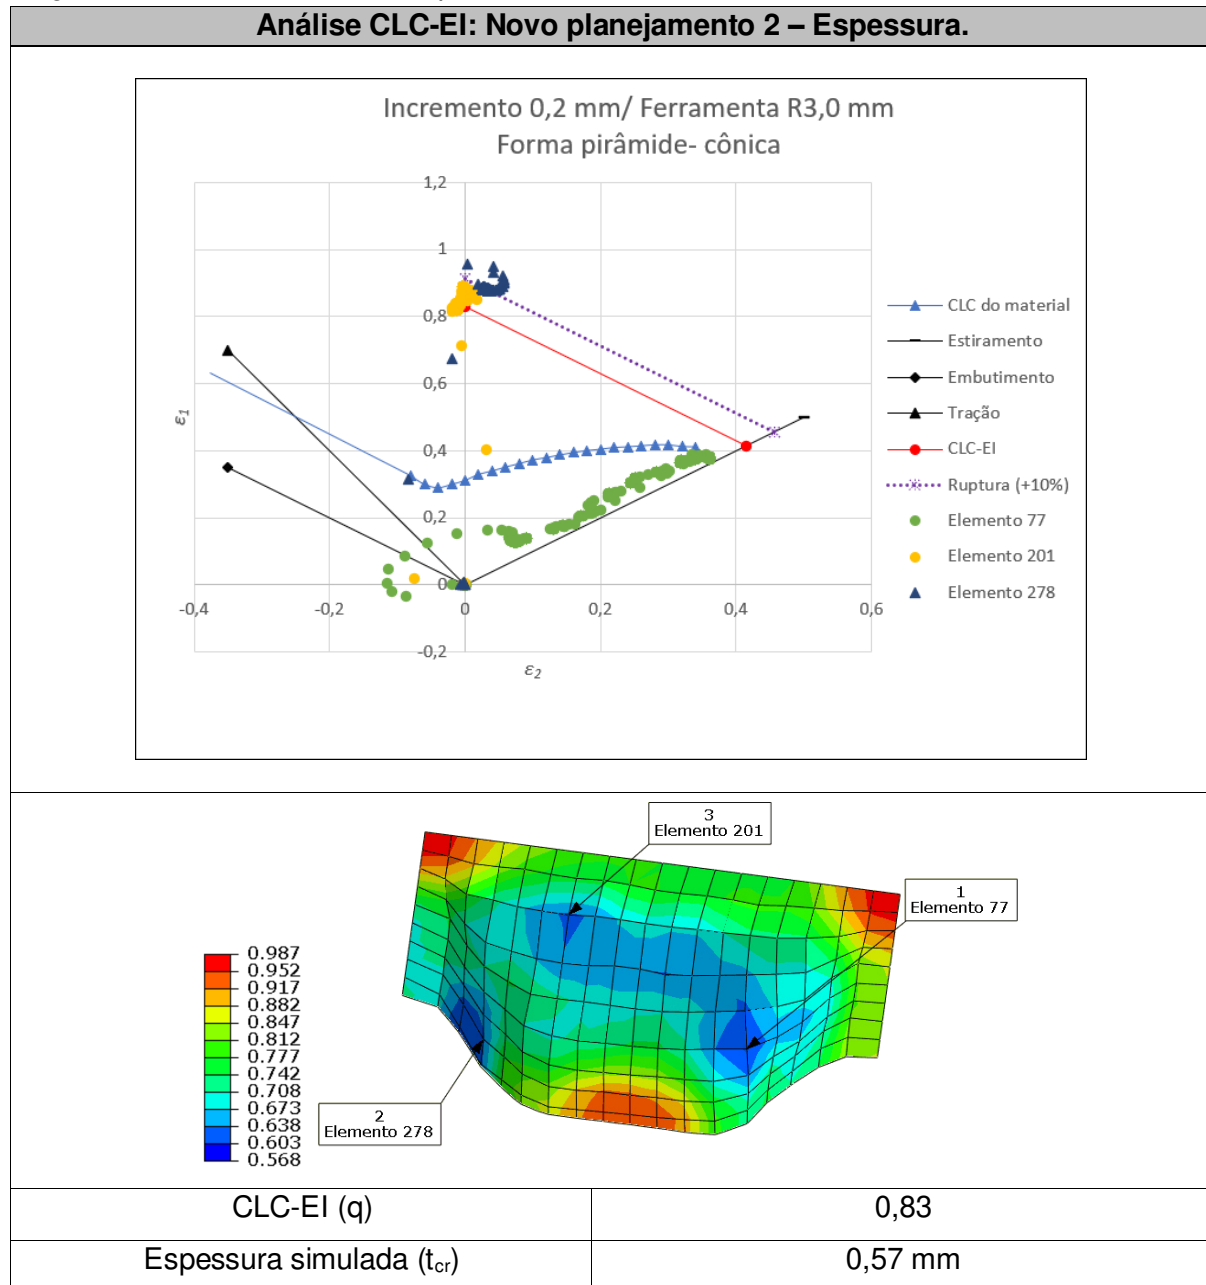 Análise CLC-EI: Novo planejamento 2 – Espessura.
Incremento 0,2 mm/ Ferramenta R3,0 mm
Forma pirâmide- cônica
1,2
1
0,8
0,6
0,4
0,2
0
-0,2
-0,4
-0,2
0
0,2
0,4
0,6
ε1
ε2
CLC do material
Estiramento
Embutimento
Tração
CLC-EI
Ruptura (+10%)
Elemento 77
Elemento 201
Elemento 278
3
Elemento 201
1
Elemento 77
2
Elemento 278
0.987
0.952
0.917
0.882
0.847
0.812
0.777
0.742
0.708
0.673
0.638
0.603
0.568
CLC-EI (q) 0,83
Espessura simulada (tcr) 0,57 mm